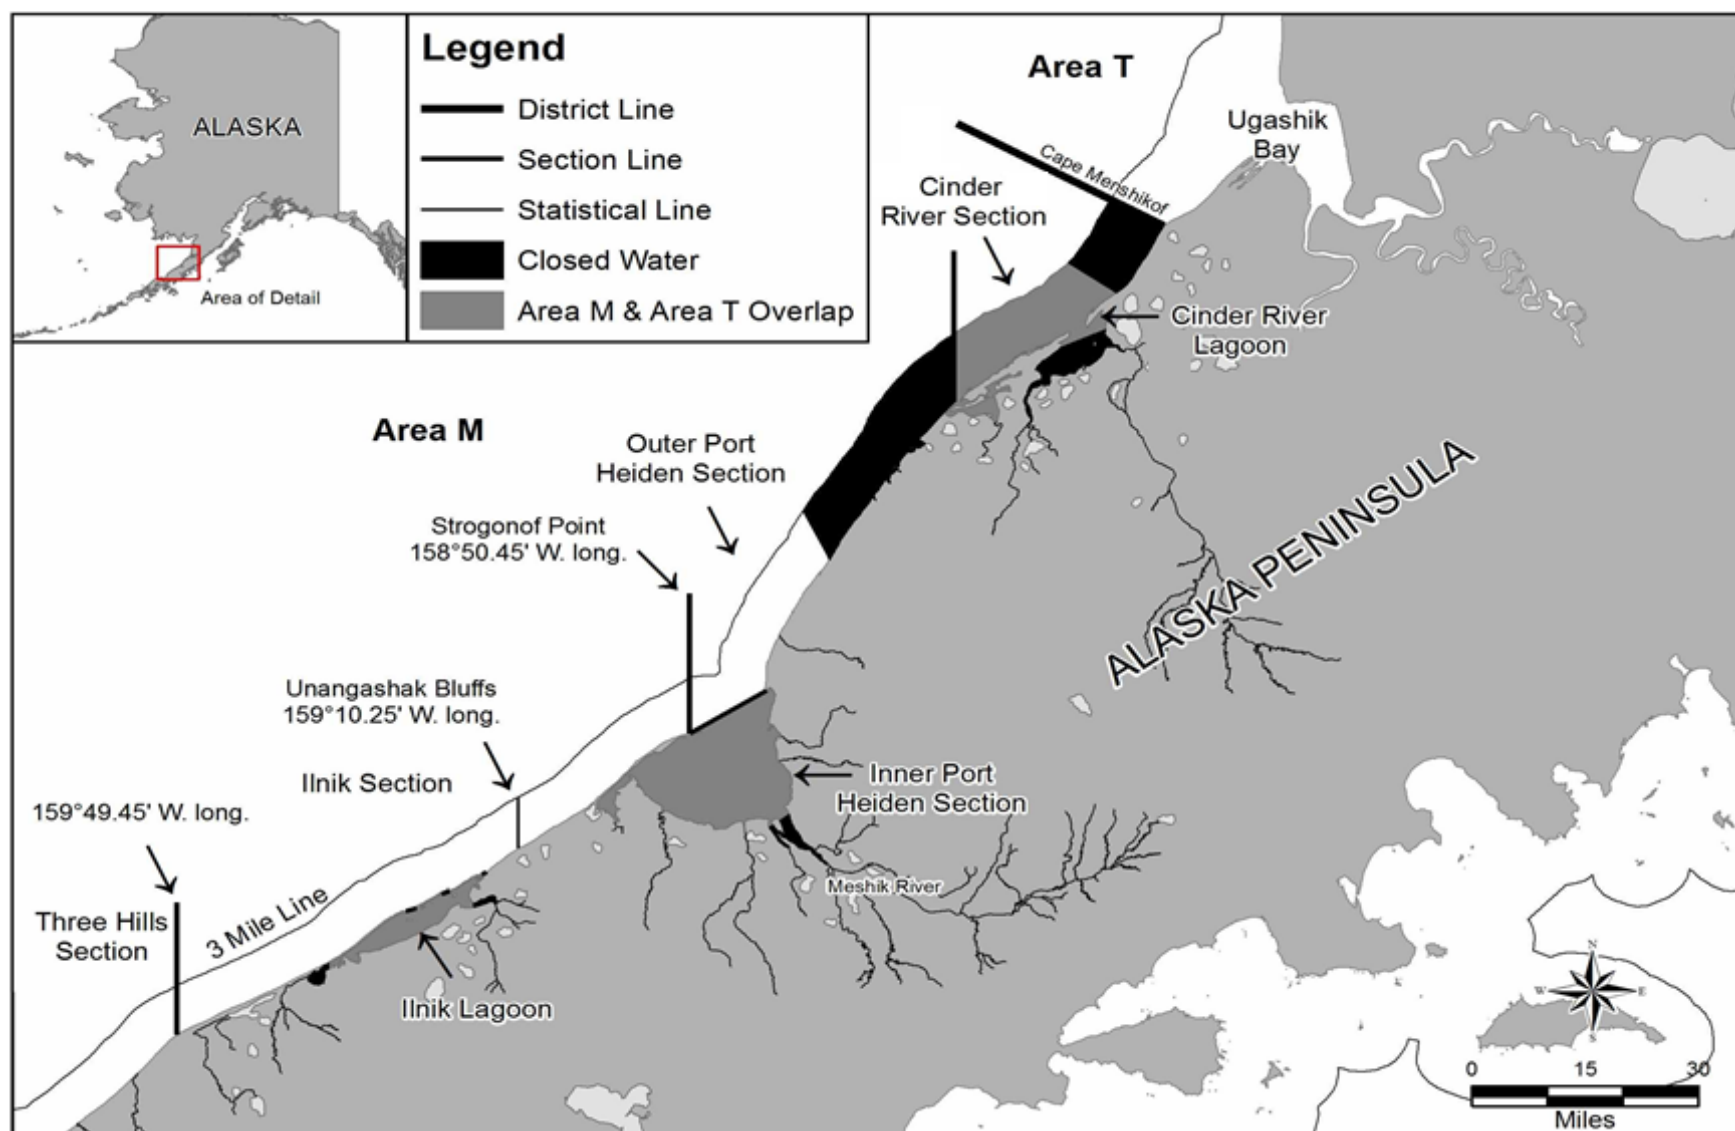 ALASKA
Area of Detail
Legend
District Line
Section Line
Statistical Line
Closed Water
Area M & Area T Overlap
Area T
Ugashik
Bay
Cape Menshikof
Cinder
River Section
Cinder River
Lagoon
Area M
Outer Port
Heiden Section
Strogonof Point
158°50.45' W. long.
ALASKA PENINSULA
Unangashak Bluffs
159°10.25' W. long.
Ilnik Section
Inner Port
Heiden Section
159°49.45' W. long.
Meshik River
Three Hills
Section
3 Mile Line
Ilnik Lagoon
N
W
E
S
0 15 30
Miles